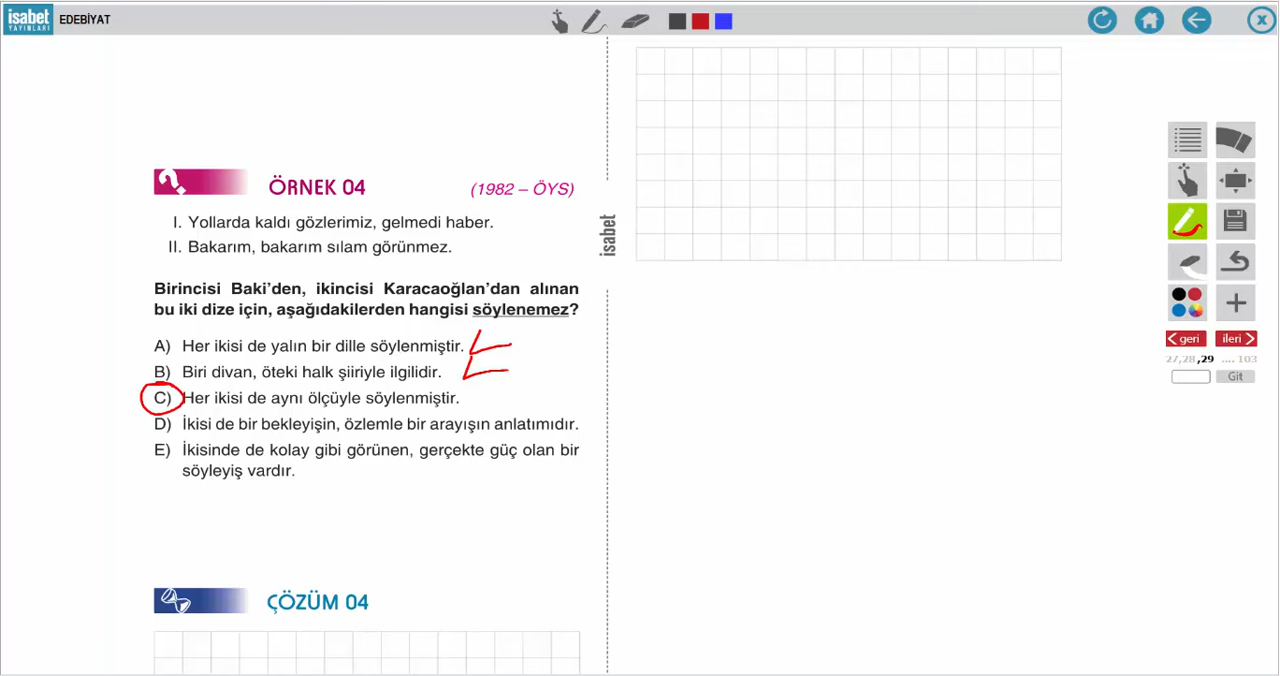 isabet
YAYINLARI
EDEBİYAT
ÖRNEK 04
(1982 – ÖYS)
I. Yollarda kaldı gözlerimiz, gelmedi haber.
II. Bakarım, bakarım sılam görünmez.
Birincisi Baki’den, ikincisi Karacaoğlan’dan alınan
bu iki dize için, aşağıdakilerden hangisi söylenemez?
A) Her ikisi de yalın bir dille söylenmiştir.
B) Biri divan, öteki halk şiiriyle ilgilidir.
C) Her ikisi de aynı ölçüyle söylenmiştir.
D) İkisi de bir bekleyişin, özlemle bir arayışın anlatımıdır.
E) İkisinde de kolay gibi görünen, gerçekte güç olan bir
söyleyiş vardır.
ÇÖZÜM 04
isabet
geri
ileri
27,28,29 .... 103
Git